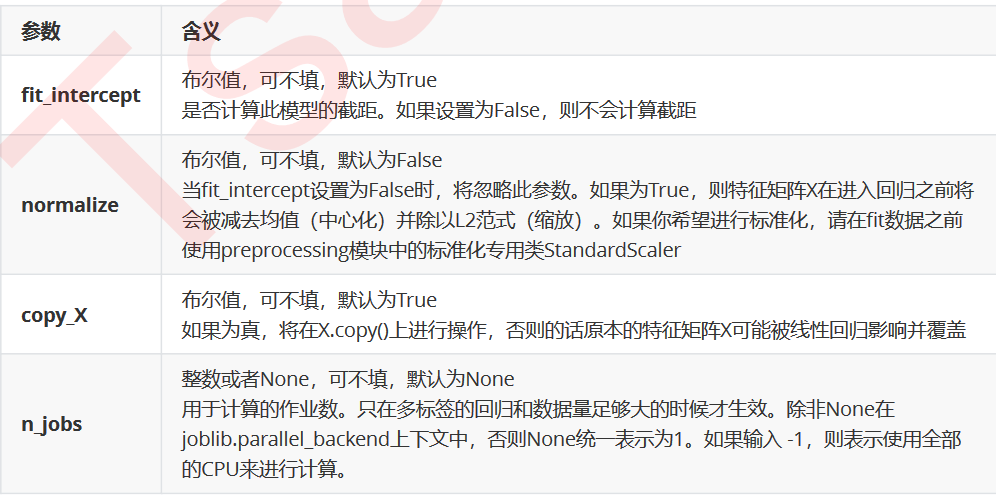 参数 含义
fit_intercept
布尔值，可不填，默认为True
是否计算此模型的截距。如果设置为False，则不会计算截距
normalize
布尔值，可不填，默认为False
当fit_intercept设置为False时，将忽略此参数。如果为True，则特征矩阵X在进入回归之前将
会被减去均值（中心化）并除以L2范式（缩放）。如果你希望进行标准化，请在fit数据之前
使用preprocessing模块中的标准化专用类StandardScaler
copy_X
布尔值，可不填，默认为True
如果为真，将在X.copy()上进行操作，否则的话原本的特征矩阵X可能被线性回归影响并覆盖
n_jobs
整数或者None，可不填，默认为None
用于计算的作业数。只在多标签的回归和数据量足够大的时候才生效。除非None在
joblib.parallel_backend上下文中，否则None统一表示为1。如果输入 -1，则表示使用全部
的CPU来进行计算。